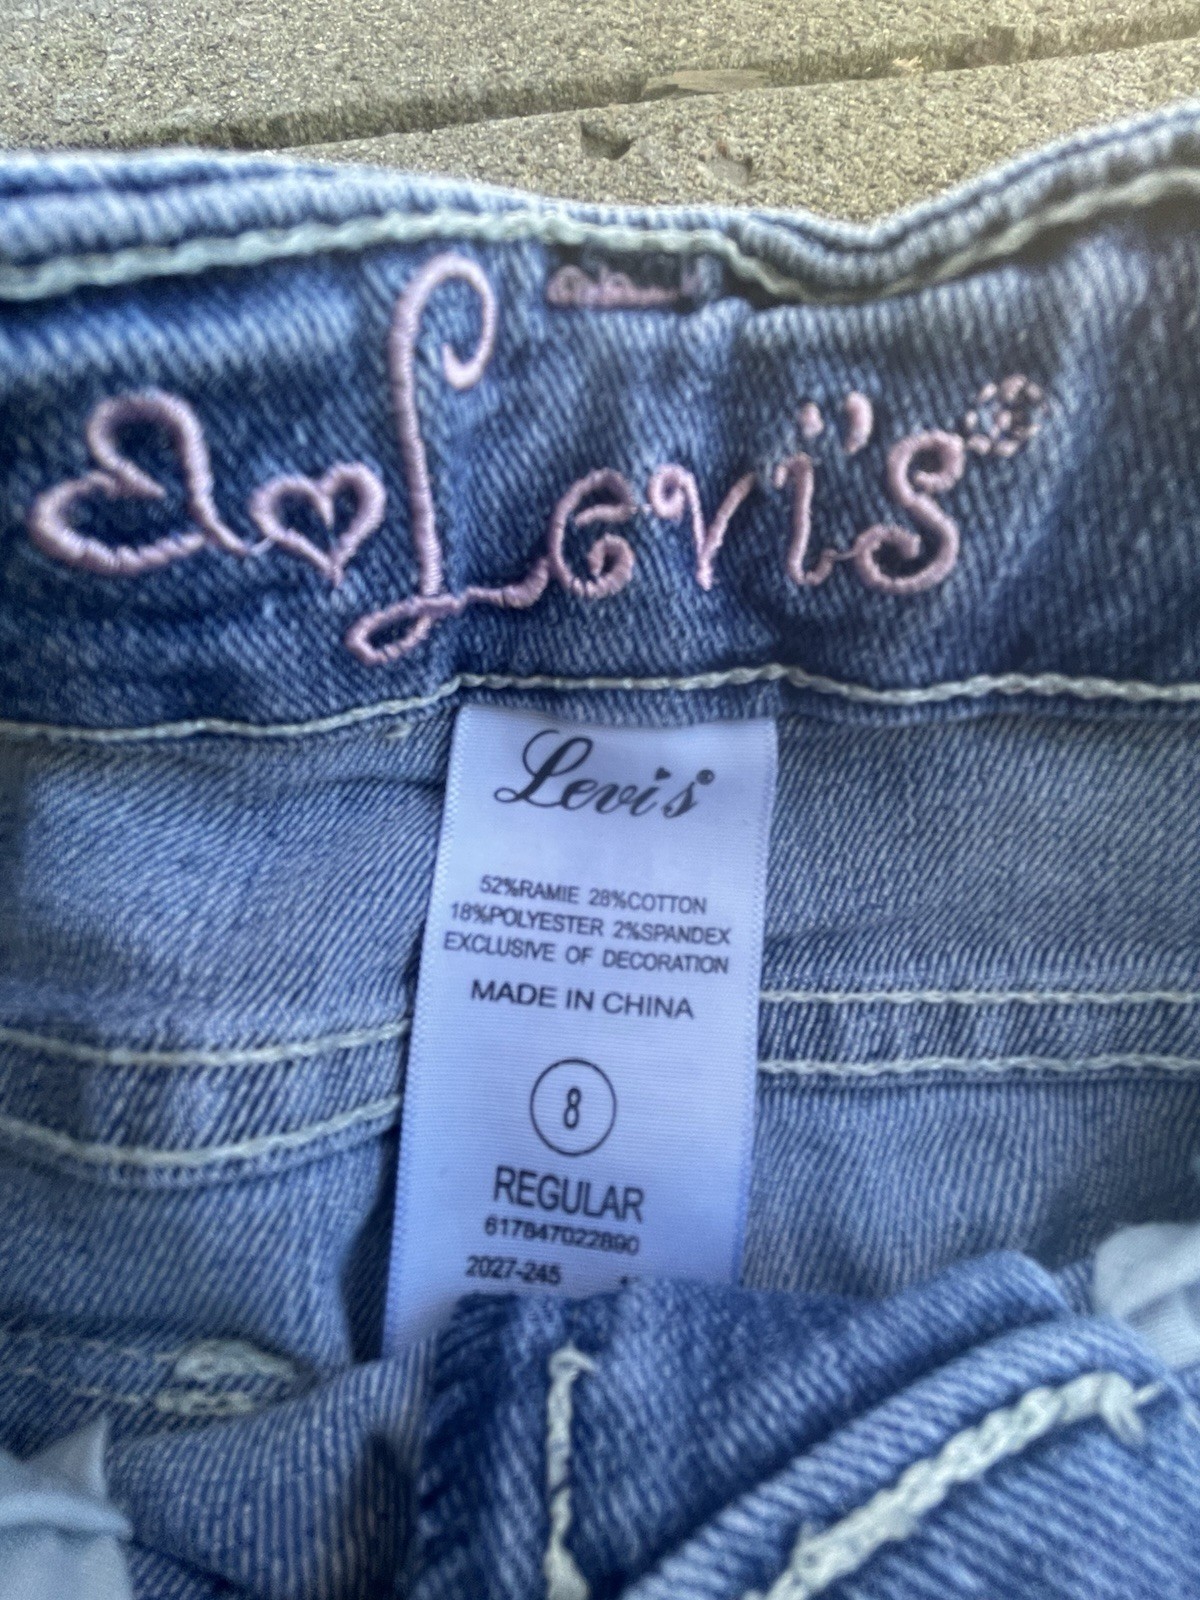 Levi's®
Levi's®
52%RAMIE 28%COTTON
18%POLYESTER 2%SPANDEX
EXCLUSIVE OF DECORATION
MADE IN CHINA
8
REGULAR
617847022890
2027-245